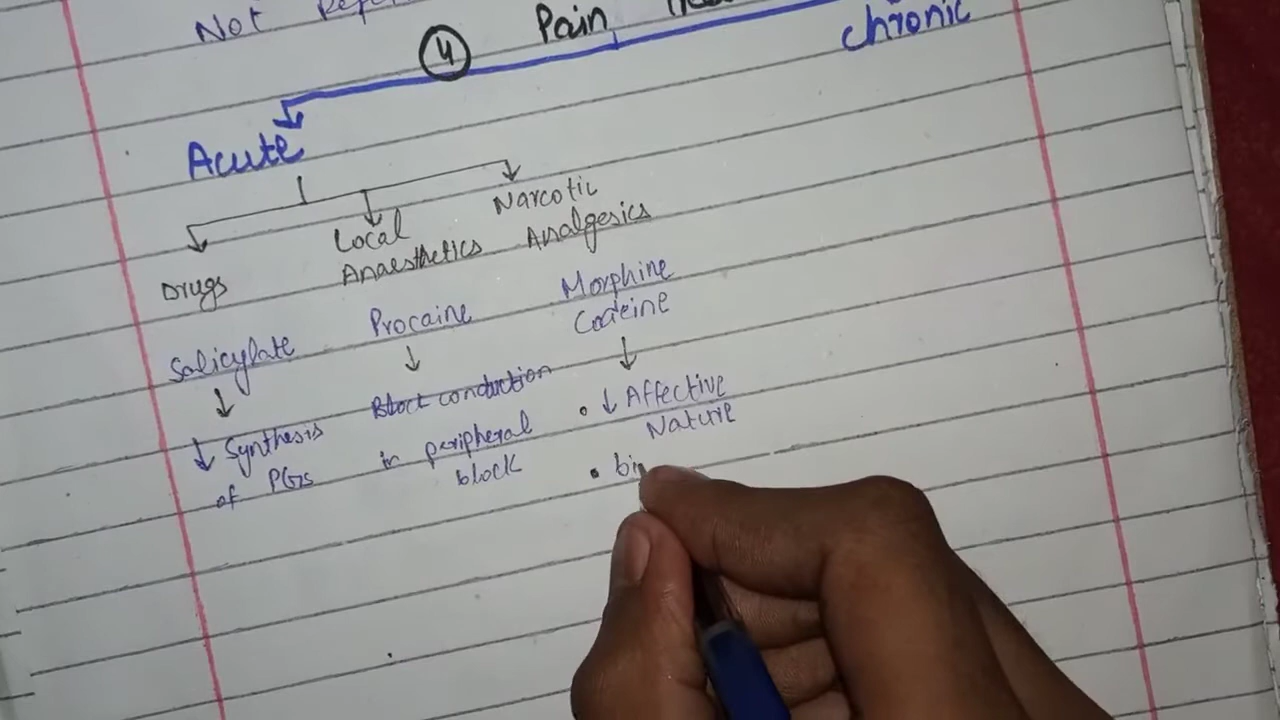 Not
4 Pain
chronic
Acute
Drugs
Local
Anaesthetics
Narcotic
Analgesics
Salicylate
Procaine
Morphine
Codeine
↓ Synthesis
of PGs
Block conduction
in peripheral
block
• ↓ Affective
Nature
• bi